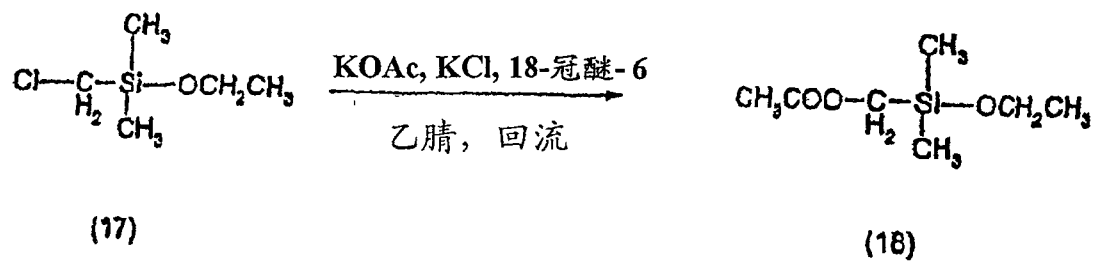 CH₃
Cl—C—Si—OCH₂CH₃
H₂
CH₃
(17)
KOAc, KCl, 18-冠醚-6
乙腈，回流
CH₃
CH₃COO—C—Si—OCH₂CH₃
H₂
CH₃
(18)